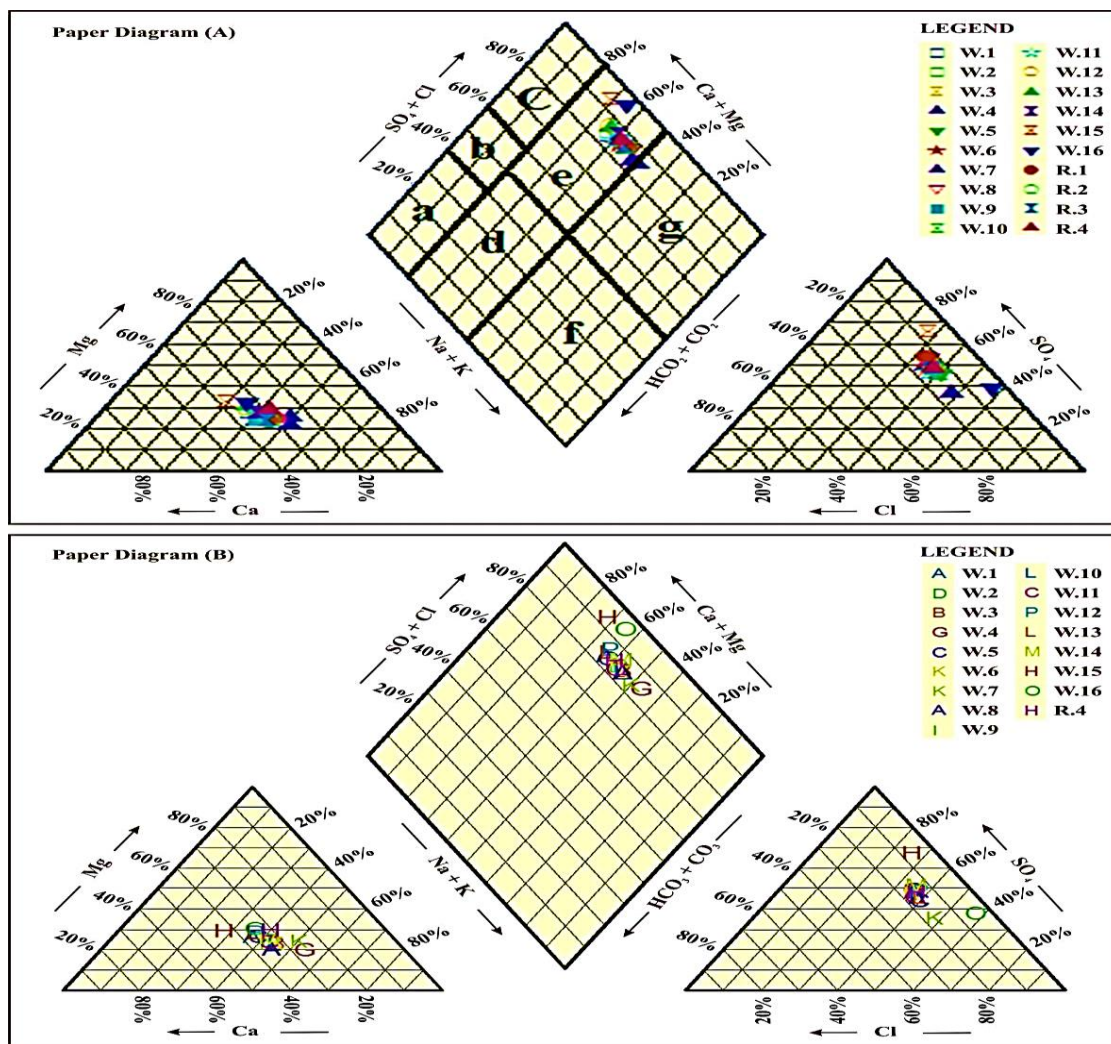 Paper Diagram (A)
LEGEND
W.1 W.11
W.2 W.12
W.3 W.13
W.4 W.14
W.5 W.15
W.6 W.16
W.7 R.1
W.8 R.2
W.9 R.3
W.10 R.4
80% 80%
60% 60%
40% 40%
20% 20%
SO4 + Cl
Ca + Mg
C
b
e
a
d
g
f
Na + K
HCO2 + CO2
80% 20%
60% 40%
40% 60%
20% 80%
Mg
80% 60% 40% 20%
Ca
20% 80%
40% 60%
60% 40%
80% 20%
SO4
20% 40% 60% 80%
Cl
Paper Diagram (B)
LEGEND
A W.1 L W.10
D W.2 C W.11
B W.3 P W.12
G W.4 L W.13
C W.5 M W.14
K W.6 H W.15
K W.7 O W.16
A W.8 H R.4
I W.9
80% 80%
60% 60%
40% 40%
20% 20%
SO4 + Cl
Ca + Mg
H
O
P
K G
Na + K
HCO3 + CO3
80% 20%
60% 40%
40% 60%
20% 80%
Mg
H
K G
A
80% 60% 40% 20%
Ca
20% 80%
40% 60%
60% 40%
80% 20%
SO4
H
K O
20% 40% 60% 80%
Cl